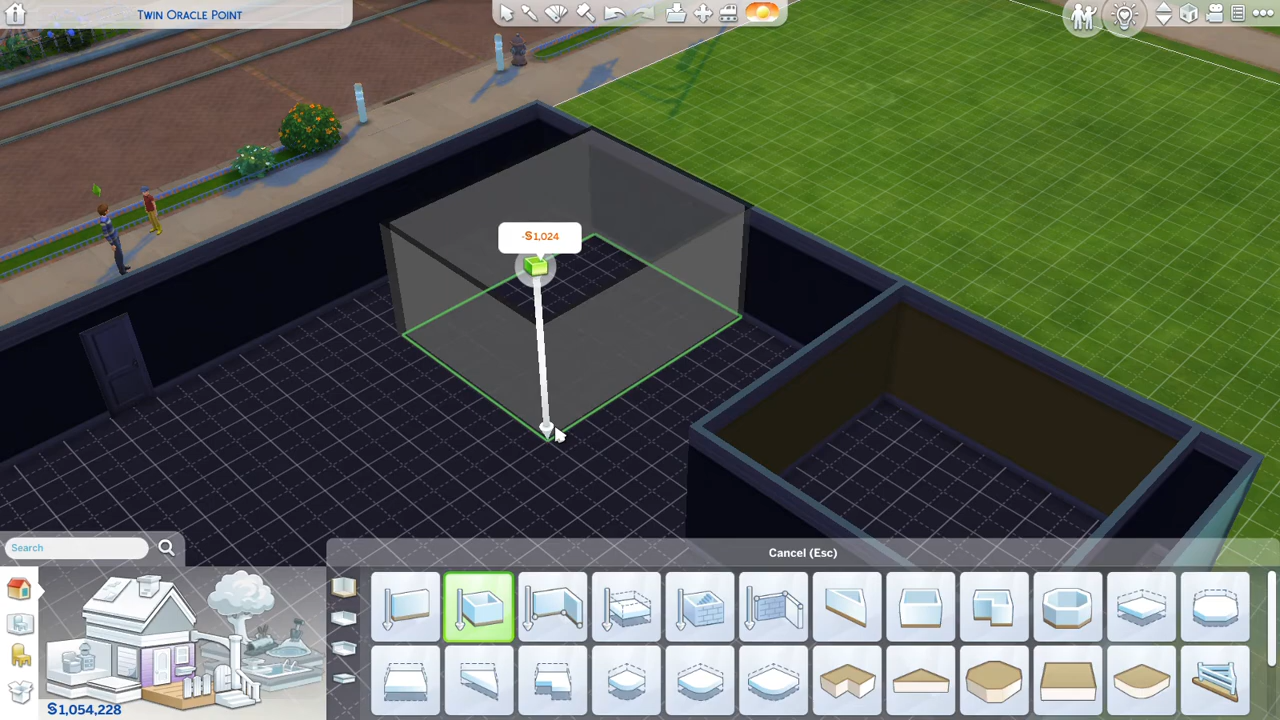 TWIN ORACLE POINT
-$1,024
Cancel (Esc)
Search
$1,054,228